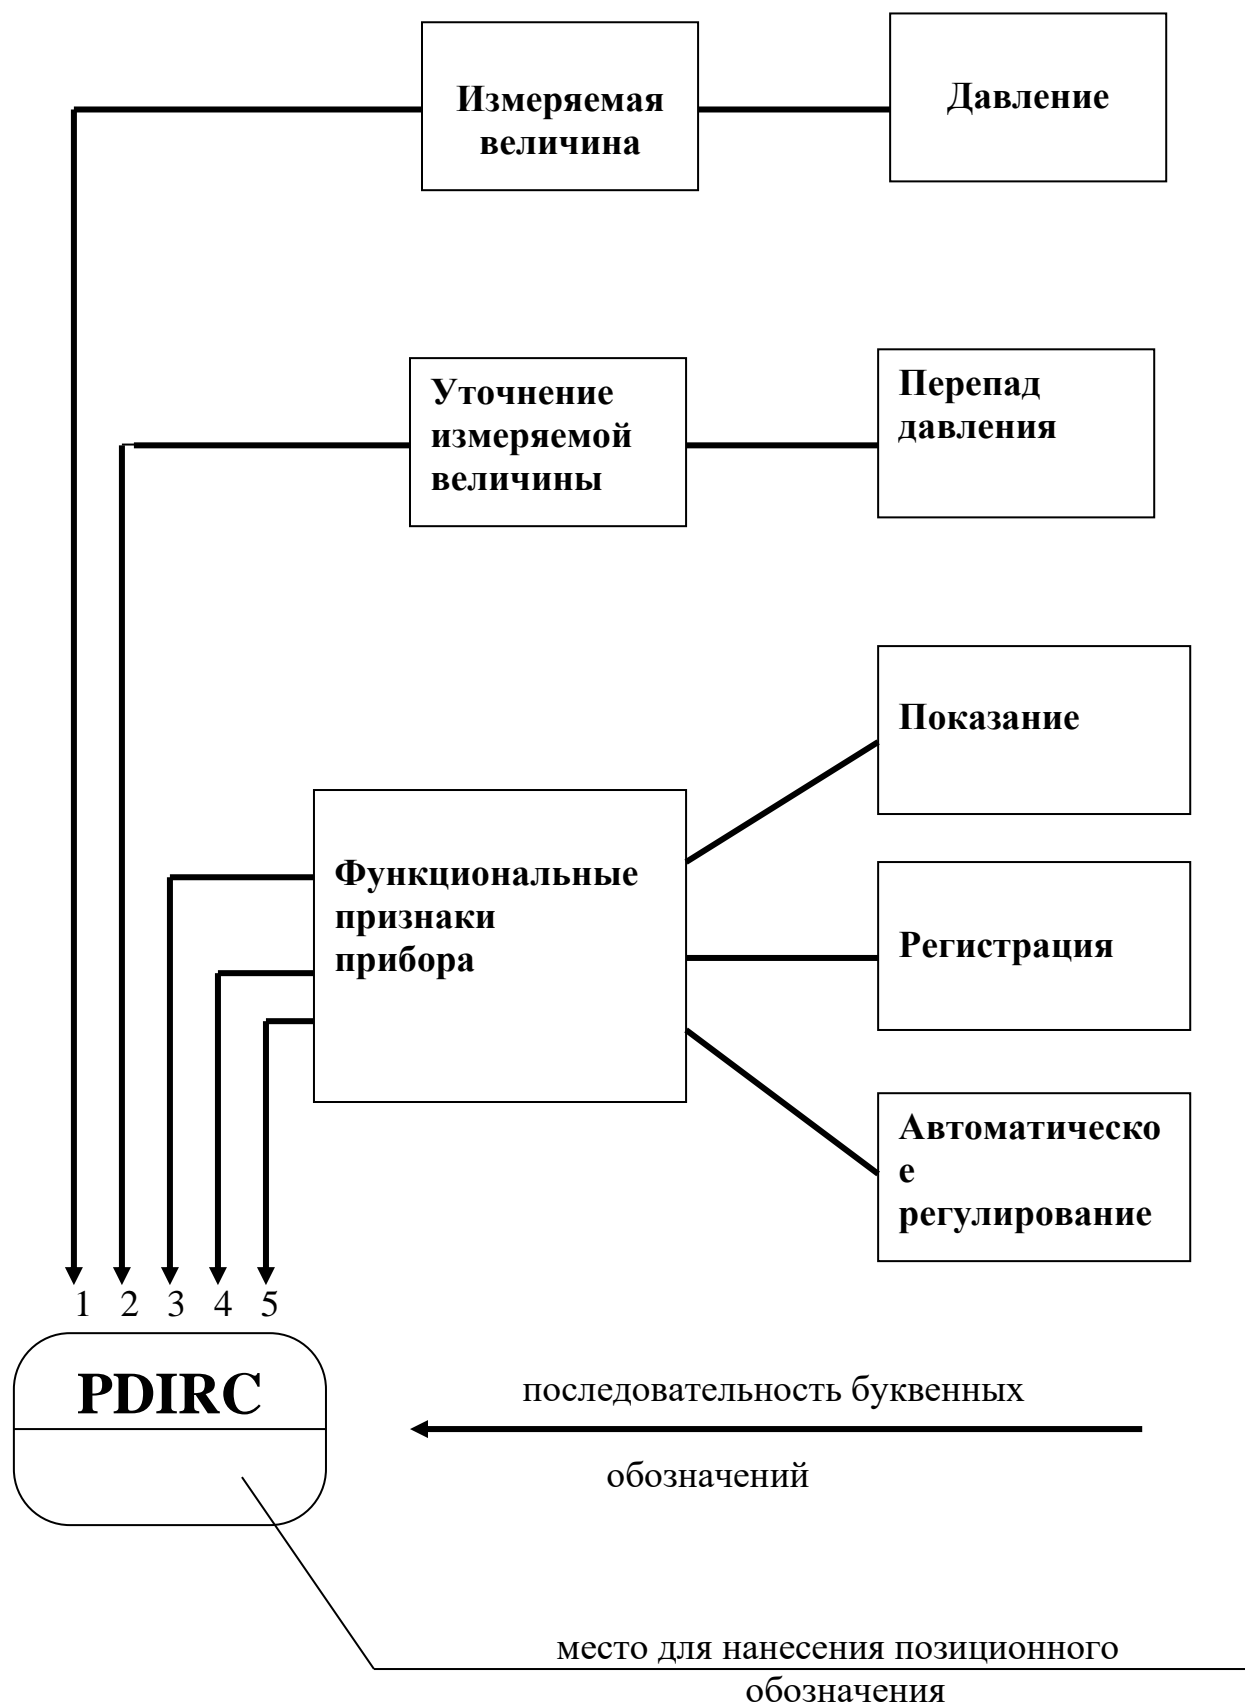 Измеряемая
величина
Давление
Уточнение
измеряемой
величины
Перепад
давления
Показание
Функциональные
признаки
прибора
Регистрация
Автоматическо
е
регулирование
1 2 3 4 5
PDIRC
последовательность буквенных
обозначений
место для нанесения позиционного
обозначения